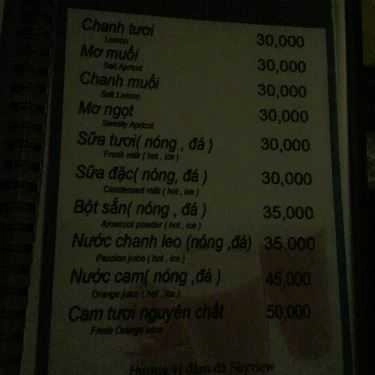 Chanh tươi 30,000
Lemon
Mơ muối 30,000
Salt Apricot
Chanh muối 30,000
Salt Lemon
Mơ ngọt 30,000
Sweety Apricot
Sữa tươi( nóng , đá ) 30,000
Fresh milk ( hot , ice )
Sữa đặc( nóng, đá ) 30,000
Condensed milk ( hot , ice )
Bột sắn( nóng , đá ) 35,000
Arrowroot powder ( hot , ice )
Nước chanh leo (nóng ,đá) 35.000
Passion juice ( hot , ice )
Nước cam( nóng ,đá ) 45,000
Orange juice ( hot , ice )
Cam tươi nguyên chất 50,000
Fresh Orange juice